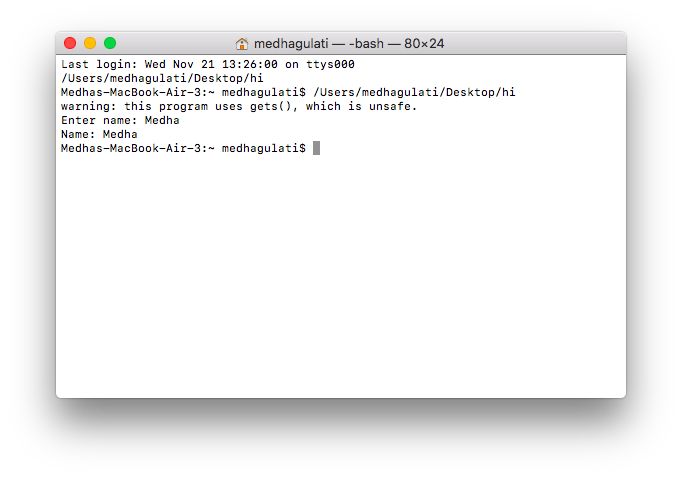 medhagulati — -bash — 80×24
Last login: Wed Nov 21 13:26:00 on ttys000
/Users/medhagulati/Desktop/hi
Medhas-MacBook-Air-3:~ medhagulati$ /Users/medhagulati/Desktop/hi
warning: this program uses gets(), which is unsafe.
Enter name: Medha
Name: Medha
Medhas-MacBook-Air-3:~ medhagulati$